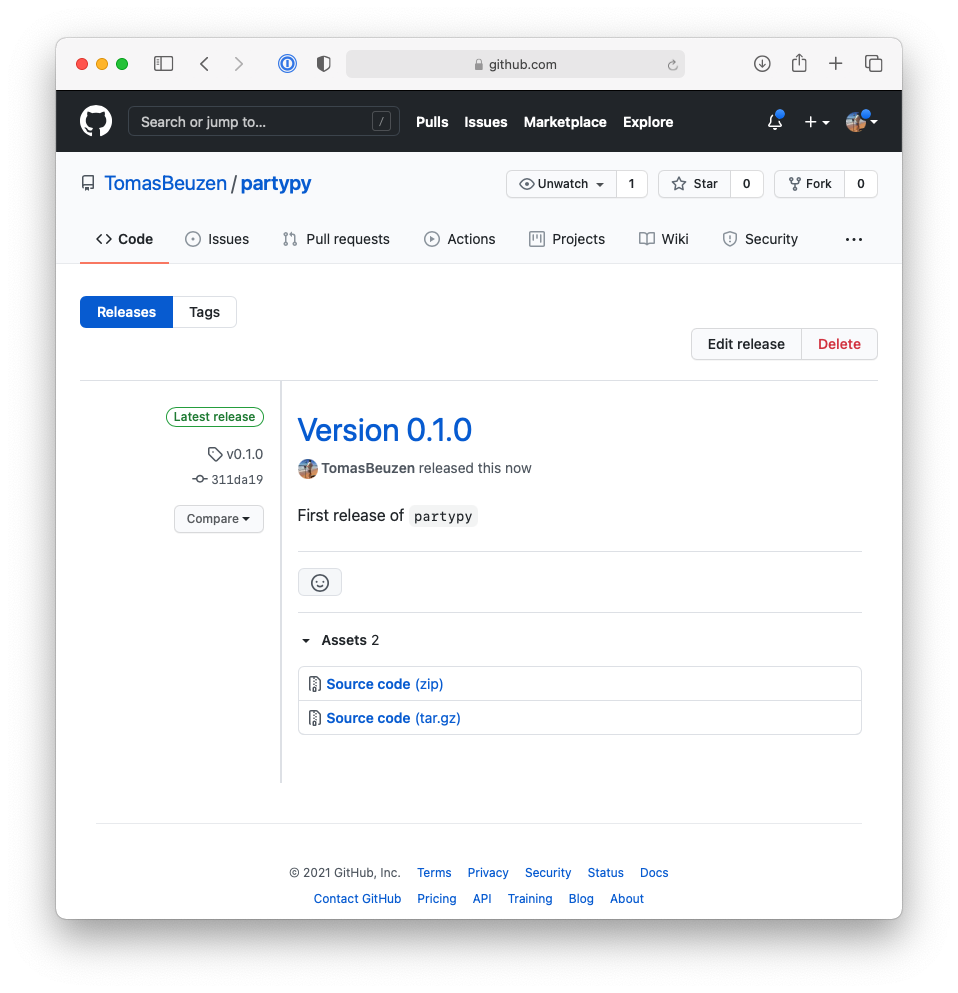 github.com
Search or jump to... /
Pulls Issues Marketplace Explore
TomasBeuzen / partypy
Unwatch 1 Star 0 Fork 0
Code Issues Pull requests Actions Projects Wiki Security
Releases Tags
Edit release Delete
Latest release
v0.1.0
311da19
Compare
Version 0.1.0
TomasBeuzen released this now
First release of partypy
Assets 2
Source code (zip)
Source code (tar.gz)
© 2021 GitHub, Inc. Terms Privacy Security Status Docs
Contact GitHub Pricing API Training Blog About